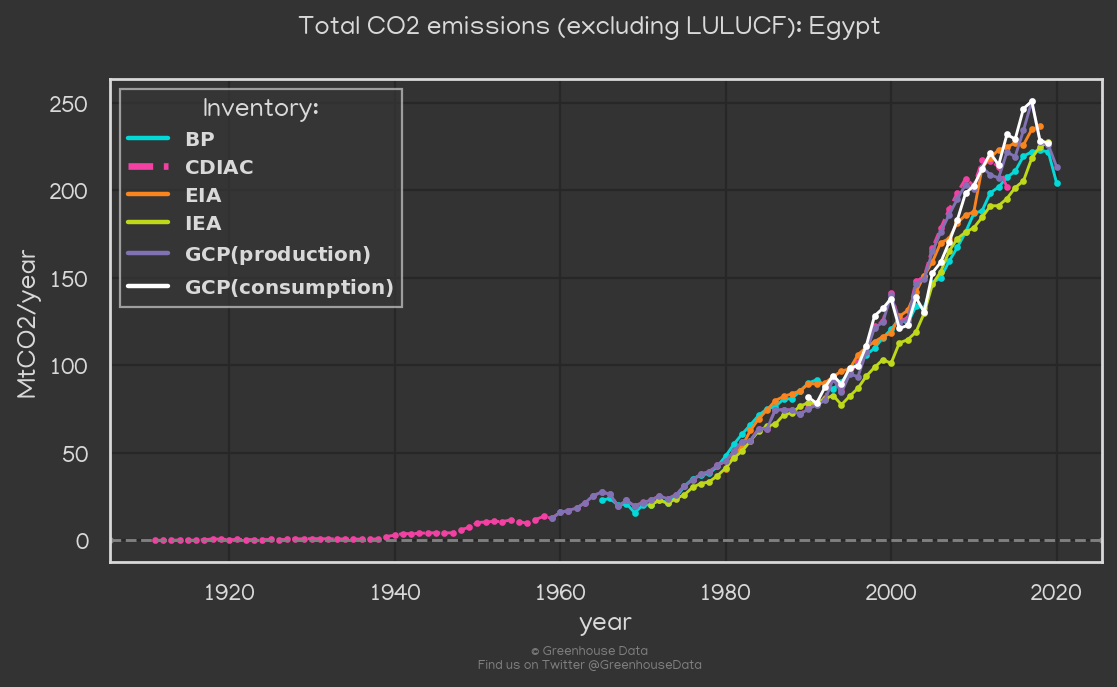 Total CO2 emissions (excluding LULUCF): Egypt
Inventory:
BP
CDIAC
EIA
IEA
GCP(production)
GCP(consumption)
MtCO2/year
250
200
150
100
50
0
1920 1940 1960 1980 2000 2020
year
© Greenhouse Data
Find us on Twitter @GreenhouseData